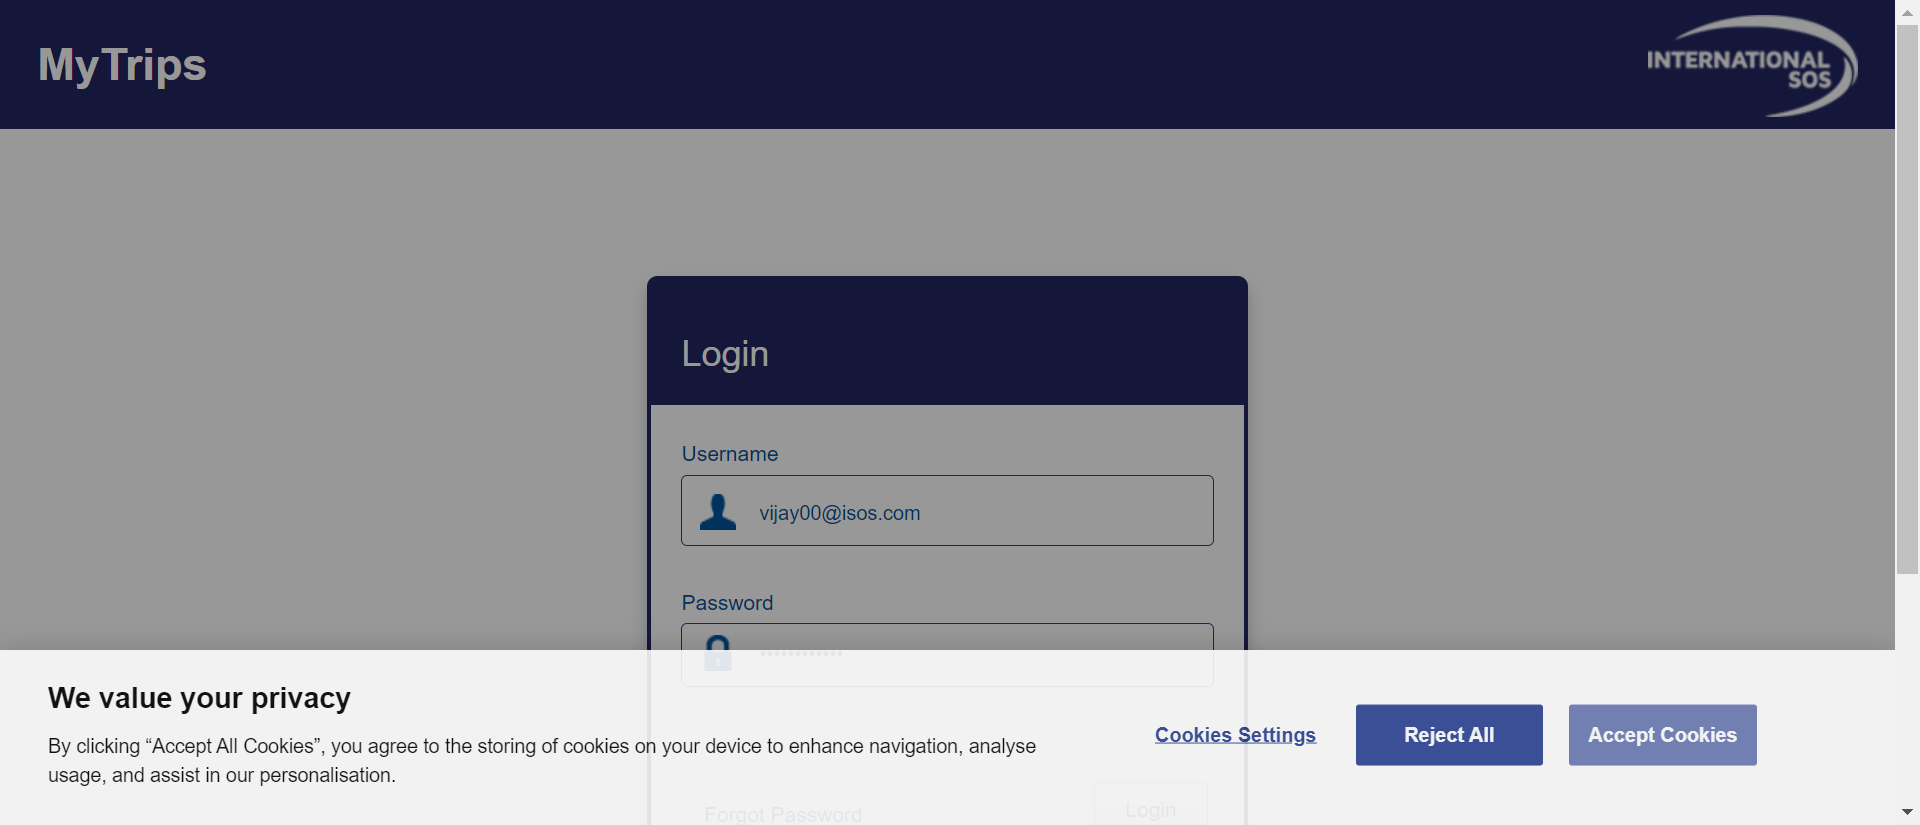 MyTrips
INTERNATIONAL
SOS
Login
Username
vijay00@isos.com
Password
••••••••••••
We value your privacy
By clicking “Accept All Cookies”, you agree to the storing of cookies on your device to enhance navigation, analyse
usage, and assist in our personalisation.
Cookies Settings
Reject All
Accept Cookies
Forgot Password
Login